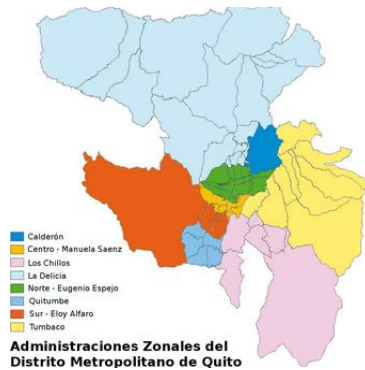 Calderón
Centro - Manuela Saenz
Los Chillos
La Delicia
Norte - Eugenio Espejo
Quitumbe
Sur - Eloy Alfaro
Tumbaco
Administraciones Zonales del
Distrito Metropolitano de Quito